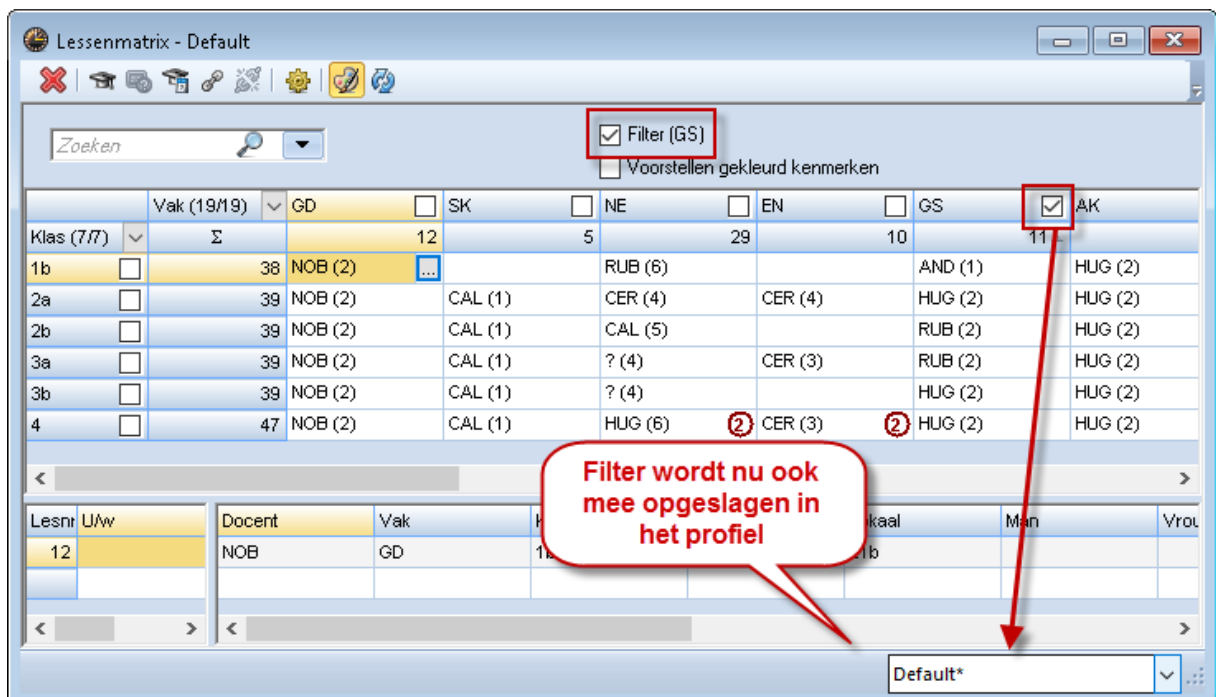 Lessenmatrix - Default
Zoeken
Filter (GS)
Voorstellen gekleurd kenmerken
Vak (19/19) GD SK NE EN GS AK
Klas (7/7) Σ 12 5 29 10 11
1b 38 NOB (2) ... RUB (6) AND (1) HUG (2)
2a 39 NOB (2) CAL (1) CER (4) CER (4) HUG (2) HUG (2)
2b 39 NOB (2) CAL (1) CAL (5) RUB (2) HUG (2)
3a 39 NOB (2) CAL (1) ? (4) CER (3) RUB (2) HUG (2)
3b 39 NOB (2) CAL (1) ? (4) HUG (2) HUG (2)
4 47 NOB (2) CAL (1) HUG (6) 2 CER (3) 2 HUG (2) HUG (2)
Filter wordt nu ook
mee opgeslagen in
het profiel
Lesnr U/w Docent Vak Man
12 NOB GD
Default*